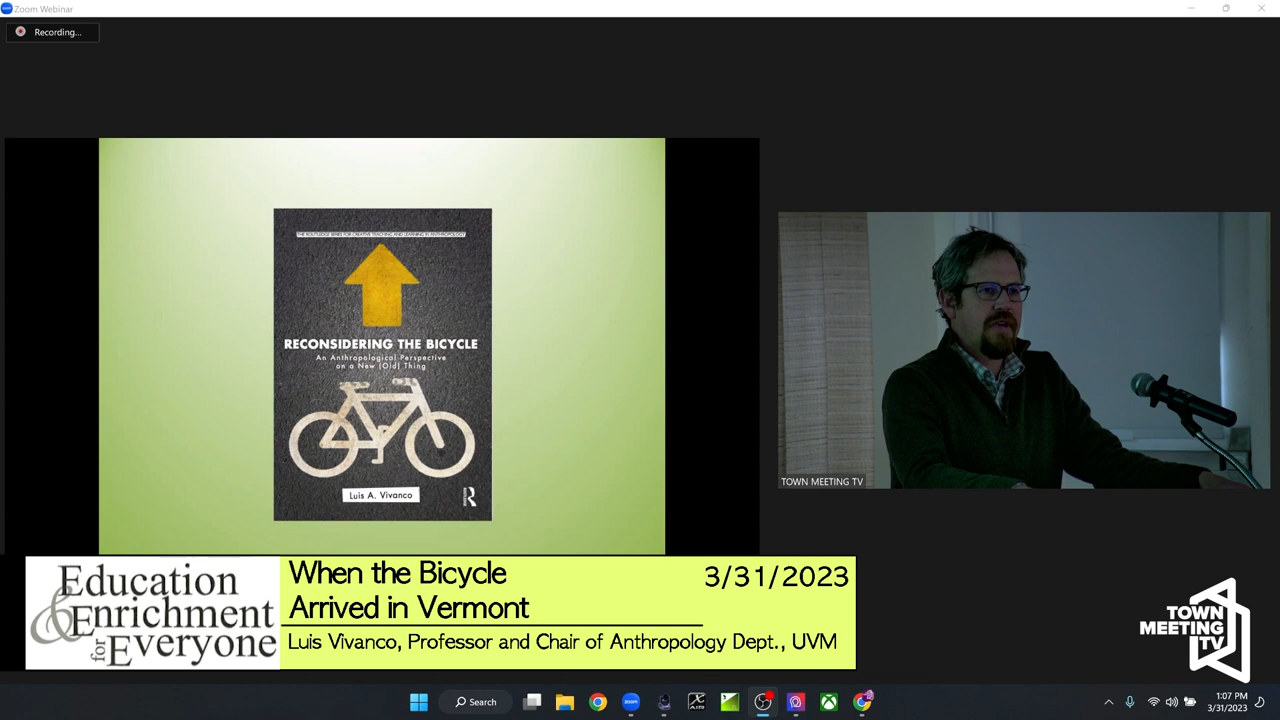 Zoom Webinar
Recording...
THE ROUTLEDGE SERIES FOR CREATIVE TEACHING AND LEARNING IN ANTHROPOLOGY
RECONSIDERING THE BICYCLE
An Anthropological Perspective
on a New (Old) Thing
Luis A. Vivanco
TOWN MEETING TV
Education
& Enrichment
for Everyone
When the Bicycle
Arrived in Vermont
3/31/2023
Luis Vivanco, Professor and Chair of Anthropology Dept., UVM
TOWN
MEETING
TV
Search
zoom
1:07 PM
3/31/2023